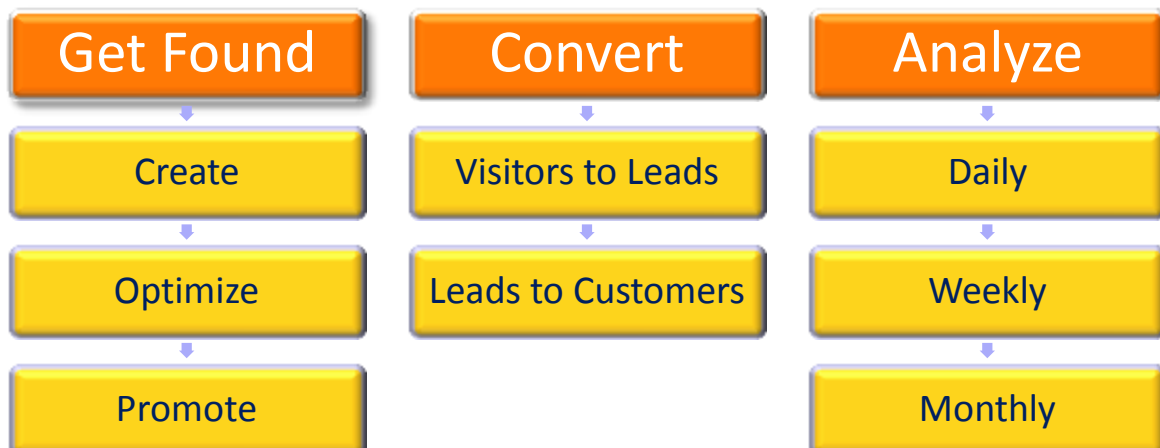 Get Found
Create
Optimize
Promote
Convert
Visitors to Leads
Leads to Customers
Analyze
Daily
Weekly
Monthly